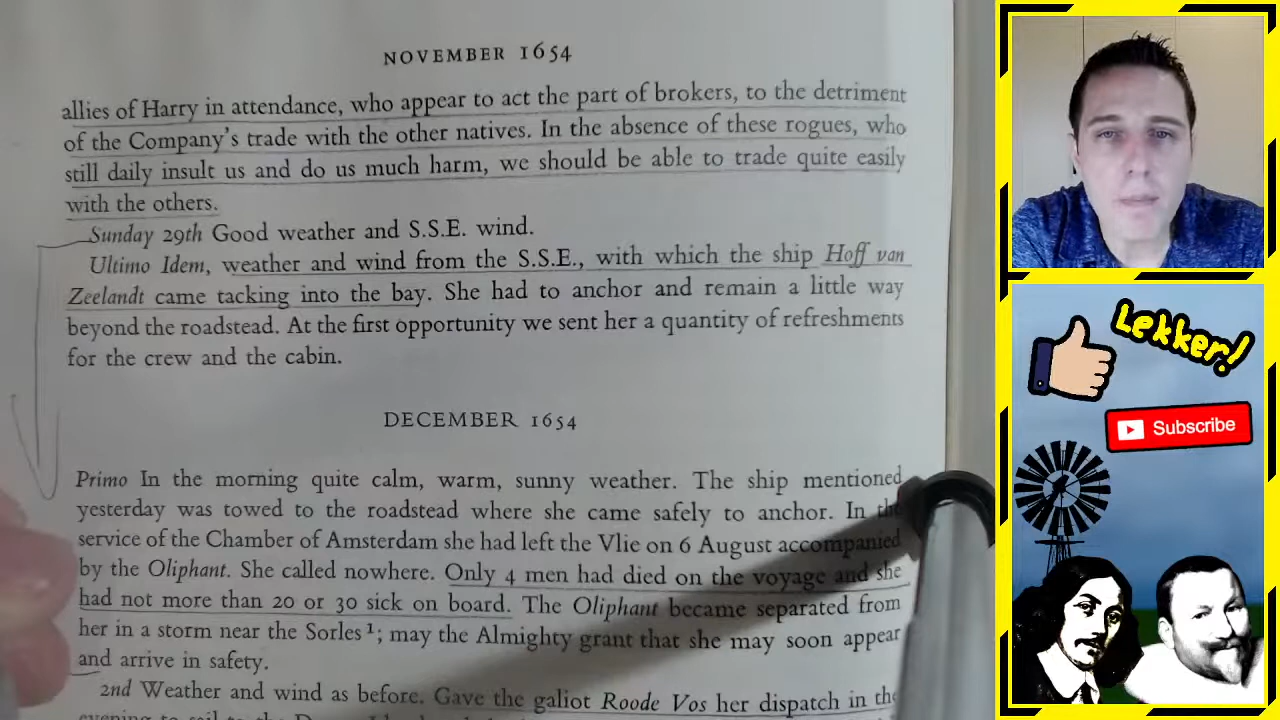 NOVEMBER 1654
allies of Harry in attendance, who appear to act the part of brokers, to the detriment
of the Company's trade with the other natives. In the absence of these rogues, who
still daily insult us and do us much harm, we should be able to trade quite easily
with the others.
Sunday 29th Good weather and S.S.E. wind.
Ultimo Idem, weather and wind from the S.S.E., with which the ship Hoff van
Zeelandt came tacking into the bay. She had to anchor and remain a little way
beyond the roadstead. At the first opportunity we sent her a quantity of refreshments
for the crew and the cabin.
DECEMBER 1654
Primo In the morning quite calm, warm, sunny weather. The ship mentioned
yesterday was towed to the roadstead where she came safely to anchor. In the
service of the Chamber of Amsterdam she had left the Vlie on 6 August accompanied
by the Oliphant. She called nowhere. Only 4 men had died on the voyage and she
had not more than 20 or 30 sick on board. The Oliphant became separated from
her in a storm near the Sorles¹; may the Almighty grant that she may soon appear
and arrive in safety.
2nd Weather and wind as before. Gave the galiot Roode Vos her dispatch in the
evening to sail to
Lekker!
Subscribe